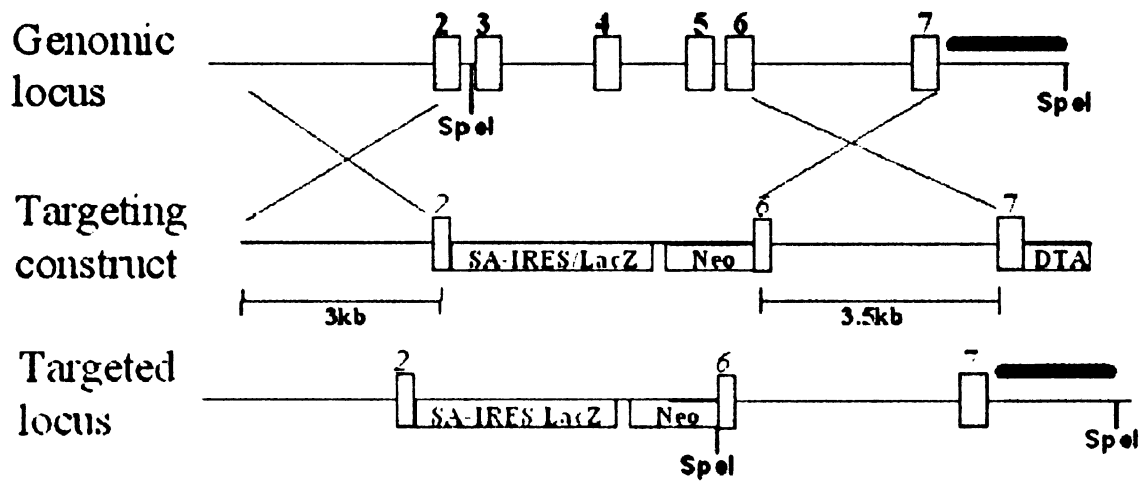 Genomic locus
2 3 4 5 6 7
SpeI
SpeI
Targeting construct
2 6 7
SA-IRES/LacZ Neo DTA
3kb 3.5kb
Targeted locus
2 6 7
SA-IRES LacZ Neo
SpeI
SpeI